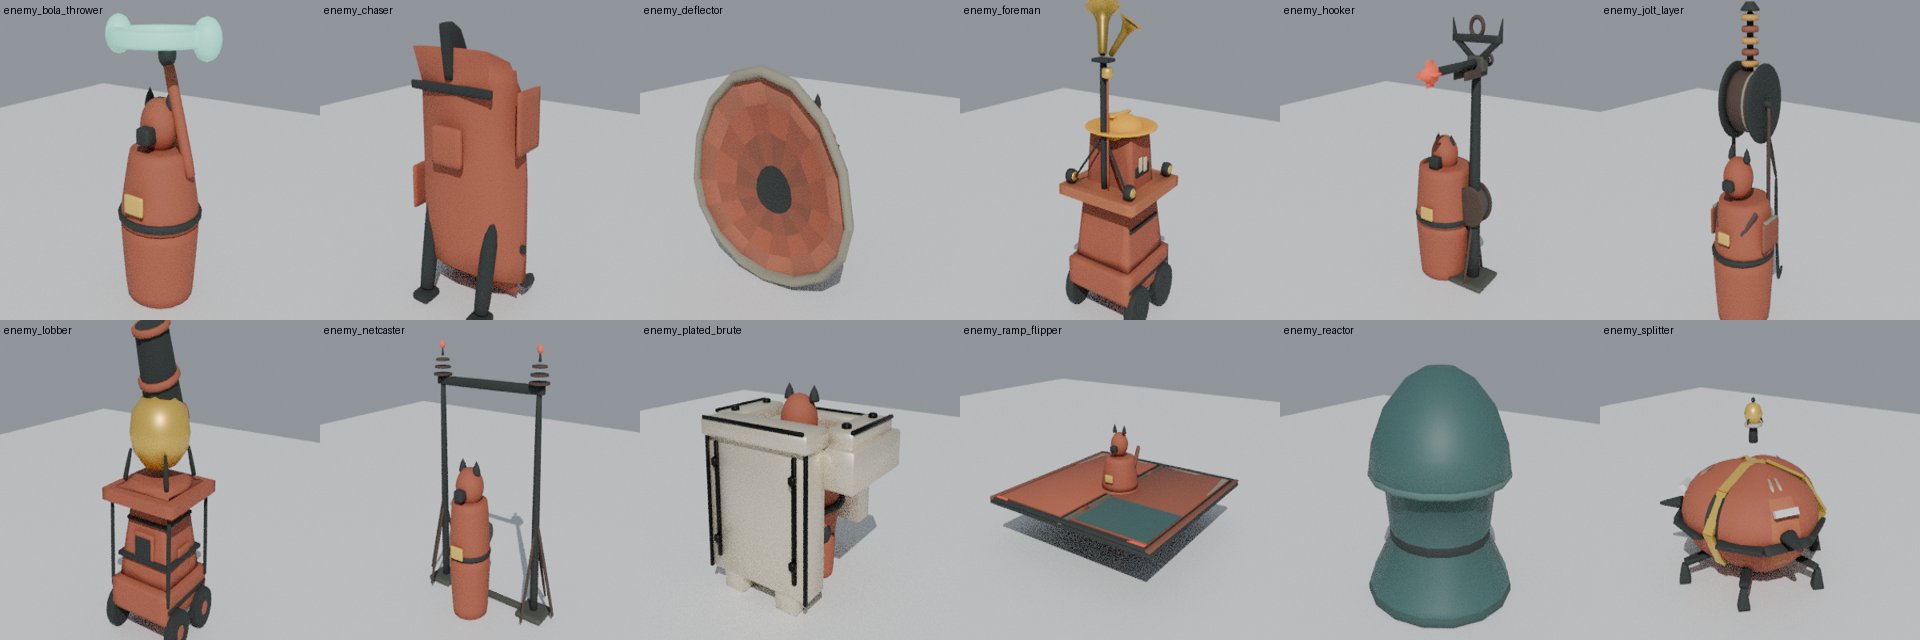 enemy_bola_thrower
enemy_chaser
enemy_deflector
enemy_foreman
enemy_hooker
enemy_jolt_layer
enemy_lobber
enemy_netcaster
enemy_plated_brute
enemy_ramp_flipper
enemy_reactor
enemy_splitter